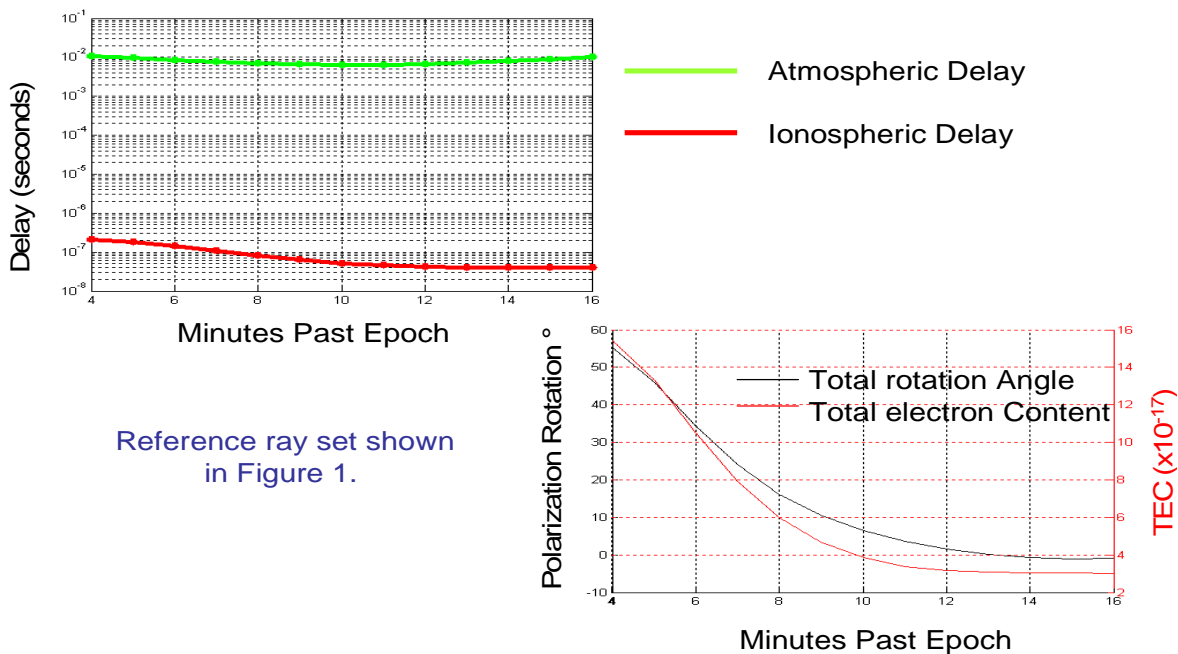 10-1
10-2
10-3
10-4
10-5
10-6
10-7
10-8
4 6 8 10 12 14 16
Delay (seconds)
Minutes Past Epoch
Atmospheric Delay
Ionospheric Delay
Reference ray set shown
in Figure 1.
60
50
40
30
20
10
0
-10
4 6 8 10 12 14 16
Polarization Rotation °
Total rotation Angle
Total electron Content
16
14
12
10
8
6
4
2
TEC (x10-17)
Minutes Past Epoch